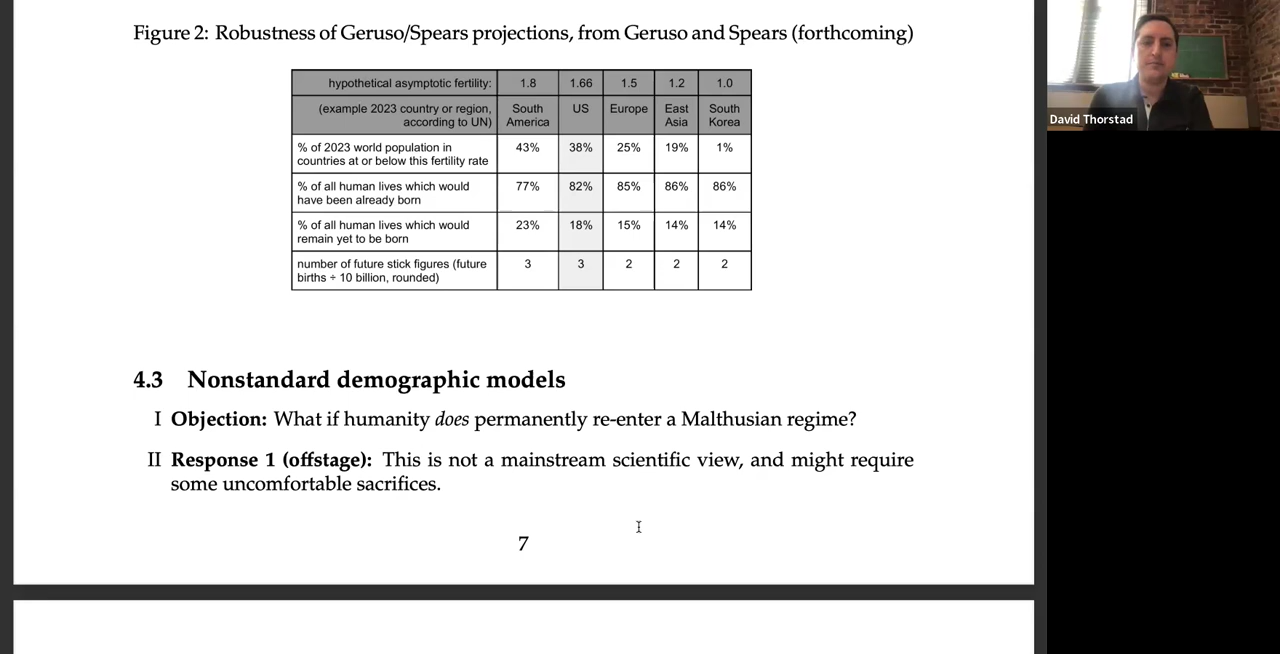 Figure 2: Robustness of Geruso/Spears projections, from Geruso and Spears (forthcoming)
hypothetical asymptotic fertility: 1.8 1.66 1.5 1.2 1.0
(example 2023 country or region, according to UN) South America US Europe East Asia South Korea
% of 2023 world population in countries at or below this fertility rate 43% 38% 25% 19% 1%
% of all human lives which would have been already born 77% 82% 85% 86% 86%
% of all human lives which would remain yet to be born 23% 18% 15% 14% 14%
number of future stick figures (future births ÷ 10 billion, rounded) 3 3 2 2 2
4.3 Nonstandard demographic models
I Objection: What if humanity does permanently re-enter a Malthusian regime?
II Response 1 (offstage): This is not a mainstream scientific view, and might require
some uncomfortable sacrifices.
7
David Thorstad